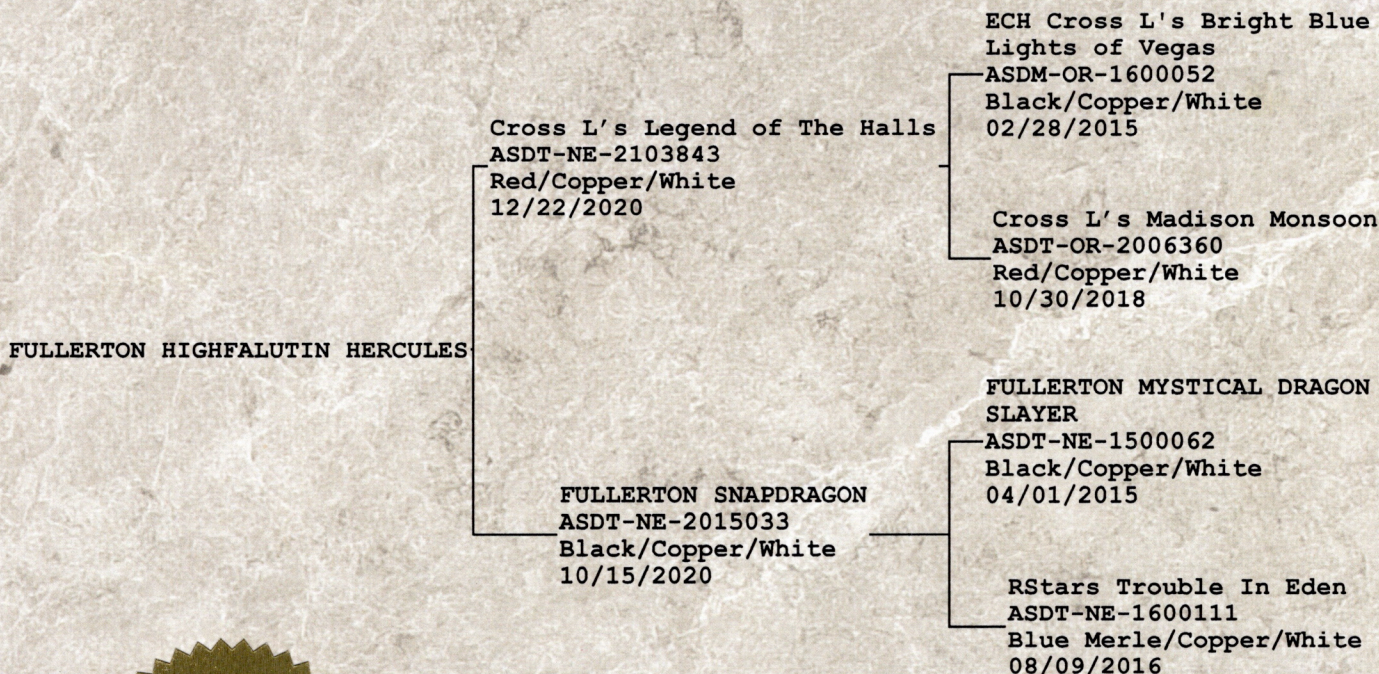 ECH Cross L's Bright Blue
Lights of Vegas
ASDM-OR-1600052
Black/Copper/White
02/28/2015
Cross L's Legend of The Halls
ASDT-NE-2103843
Red/Copper/White
12/22/2020
Cross L's Madison Monsoon
ASDT-OR-2006360
Red/Copper/White
10/30/2018
FULLERTON HIGHFALUTIN HERCULES
FULLERTON MYSTICAL DRAGON
SLAYER
ASDT-NE-1500062
Black/Copper/White
04/01/2015
FULLERTON SNAPDRAGON
ASDT-NE-2015033
Black/Copper/White
10/15/2020
RStars Trouble In Eden
ASDT-NE-1600111
Blue Merle/Copper/White
08/09/2016